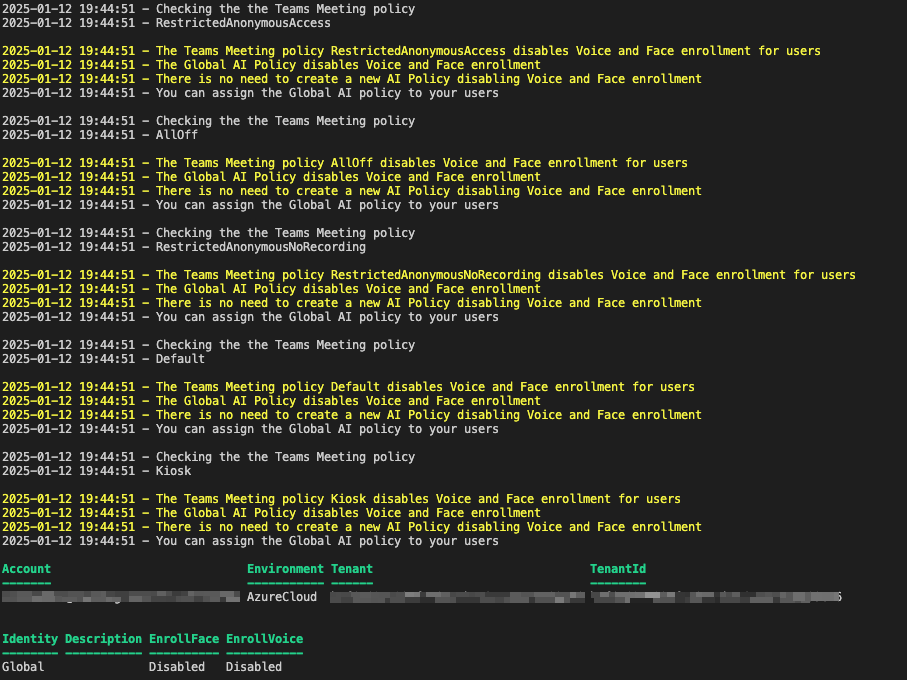 2025-01-12 19:44:51 - Checking the the Teams Meeting policy
2025-01-12 19:44:51 - RestrictedAnonymousAccess
2025-01-12 19:44:51 - The Teams Meeting policy RestrictedAnonymousAccess disables Voice and Face enrollment for users
2025-01-12 19:44:51 - The Global AI Policy disables Voice and Face enrollment
2025-01-12 19:44:51 - There is no need to create a new AI Policy disabling Voice and Face enrollment
2025-01-12 19:44:51 - You can assign the Global AI policy to your users
2025-01-12 19:44:51 - Checking the the Teams Meeting policy
2025-01-12 19:44:51 - AllOff
2025-01-12 19:44:51 - The Teams Meeting policy AllOff disables Voice and Face enrollment for users
2025-01-12 19:44:51 - The Global AI Policy disables Voice and Face enrollment
2025-01-12 19:44:51 - There is no need to create a new AI Policy disabling Voice and Face enrollment
2025-01-12 19:44:51 - You can assign the Global AI policy to your users
2025-01-12 19:44:51 - Checking the the Teams Meeting policy
2025-01-12 19:44:51 - RestrictedAnonymousNoRecording
2025-01-12 19:44:51 - The Teams Meeting policy RestrictedAnonymousNoRecording disables Voice and Face enrollment for users
2025-01-12 19:44:51 - The Global AI Policy disables Voice and Face enrollment
2025-01-12 19:44:51 - There is no need to create a new AI Policy disabling Voice and Face enrollment
2025-01-12 19:44:51 - You can assign the Global AI policy to your users
2025-01-12 19:44:51 - Checking the the Teams Meeting policy
2025-01-12 19:44:51 - Default
2025-01-12 19:44:51 - The Teams Meeting policy Default disables Voice and Face enrollment for users
2025-01-12 19:44:51 - The Global AI Policy disables Voice and Face enrollment
2025-01-12 19:44:51 - There is no need to create a new AI Policy disabling Voice and Face enrollment
2025-01-12 19:44:51 - You can assign the Global AI policy to your users
2025-01-12 19:44:51 - Checking the the Teams Meeting policy
2025-01-12 19:44:51 - Kiosk
2025-01-12 19:44:51 - The Teams Meeting policy Kiosk disables Voice and Face enrollment for users
2025-01-12 19:44:51 - The Global AI Policy disables Voice and Face enrollment
2025-01-12 19:44:51 - There is no need to create a new AI Policy disabling Voice and Face enrollment
2025-01-12 19:44:51 - You can assign the Global AI policy to your users
Account Environment Tenant TenantId
------- ----------- ------ --------
AzureCloud
Identity Description EnrollFace EnrollVoice
-------- ----------- ---------- -----------
Global Disabled Disabled